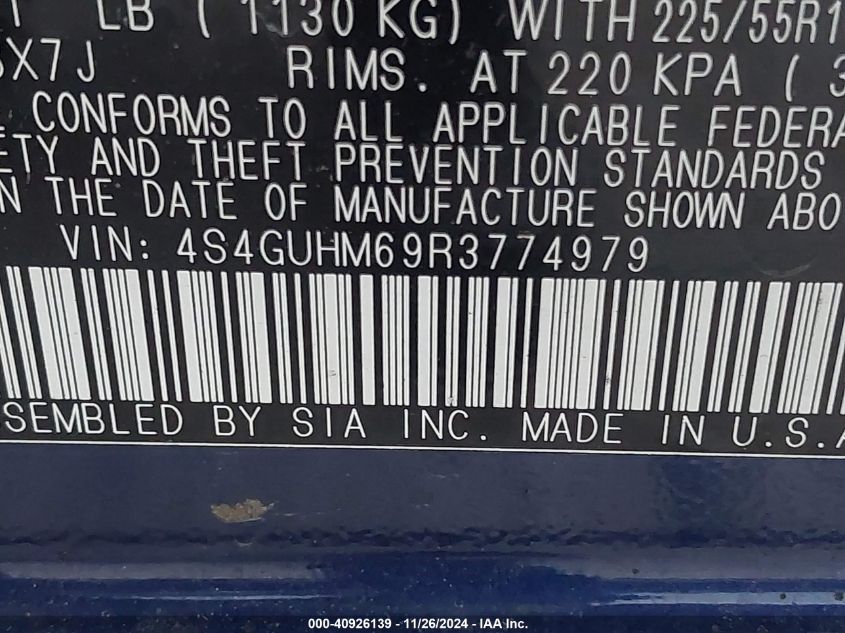 LB ( 1130 KG) WITH 225/55R1
X7J RIMS. AT 220 KPA ( 3
CONFORMS TO ALL APPLICABLE FEDERA
ETY AND THEFT PREVENTION STANDARDS
N THE DATE OF MANUFACTURE SHOWN ABO
VIN: 4S4GUHM69R3774979
SEMBLED BY SIA INC. MADE IN U.S.A
000-40926139 - 11/26/2024 - IAA Inc.